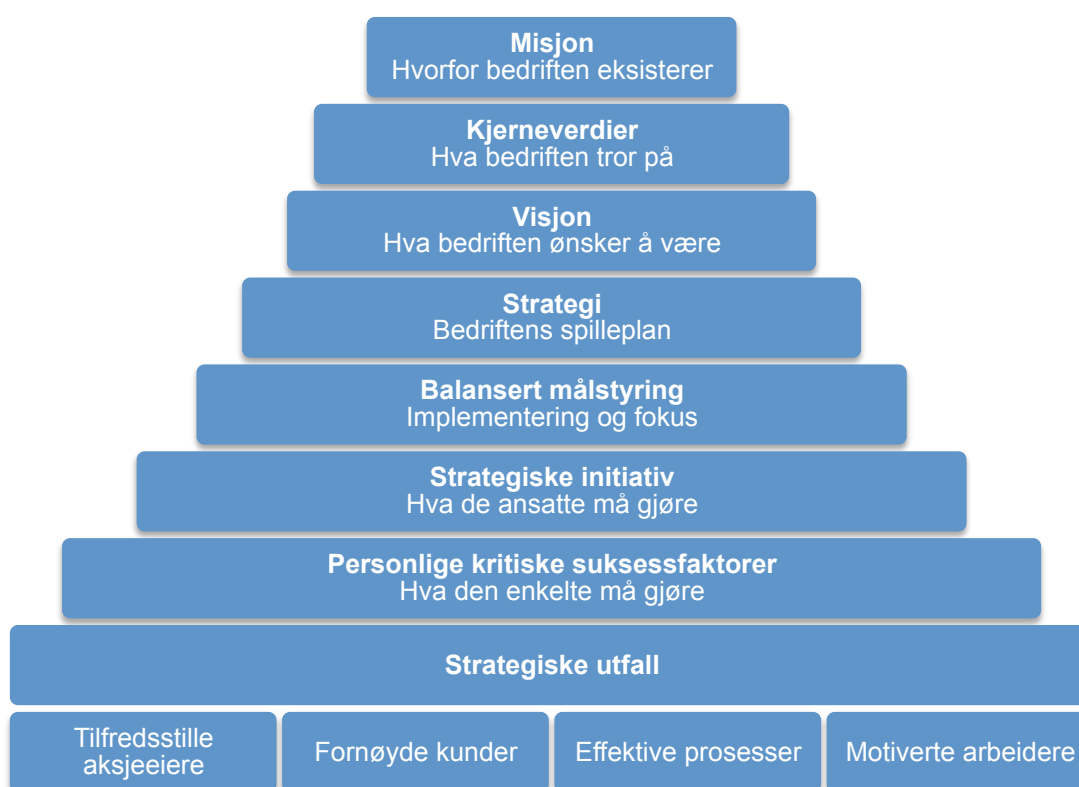 Misjon
Hvorfor bedriften eksisterer
Kjerneverdier
Hva bedriften tror på
Visjon
Hva bedriften ønsker å være
Strategi
Bedriftens spilleplan
Balansert målstyring
Implementering og fokus
Strategiske initiativ
Hva de ansatte må gjøre
Personlige kritiske suksessfaktorer
Hva den enkelte må gjøre
Strategiske utfall
Tilfredsstille
aksjeeiere
Fornøyde kunder
Effektive prosesser
Motiverte arbeidere